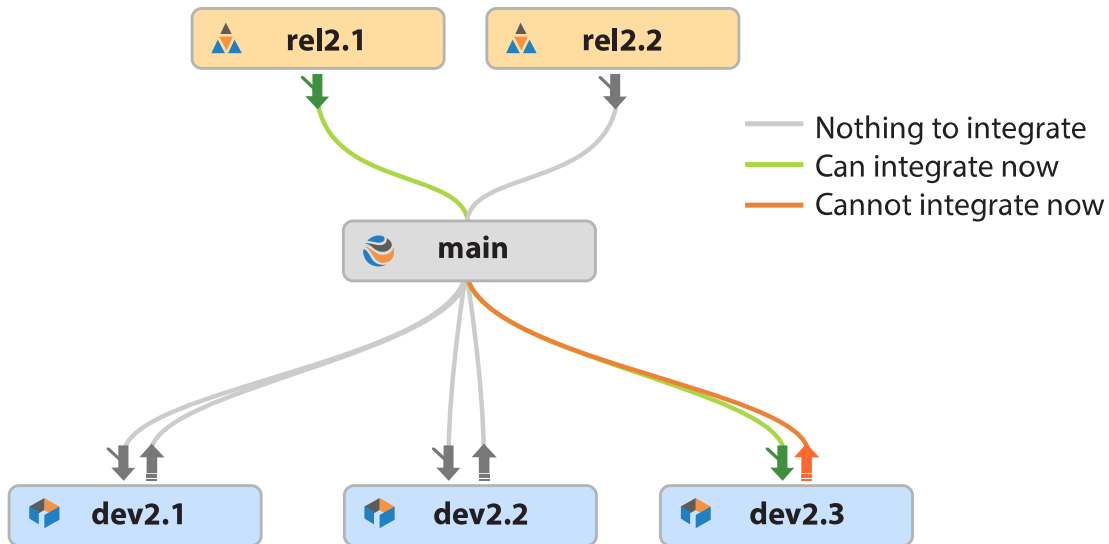 rel2.1
rel2.2
Nothing to integrate
Can integrate now
Cannot integrate now
main
dev2.1
dev2.2
dev2.3